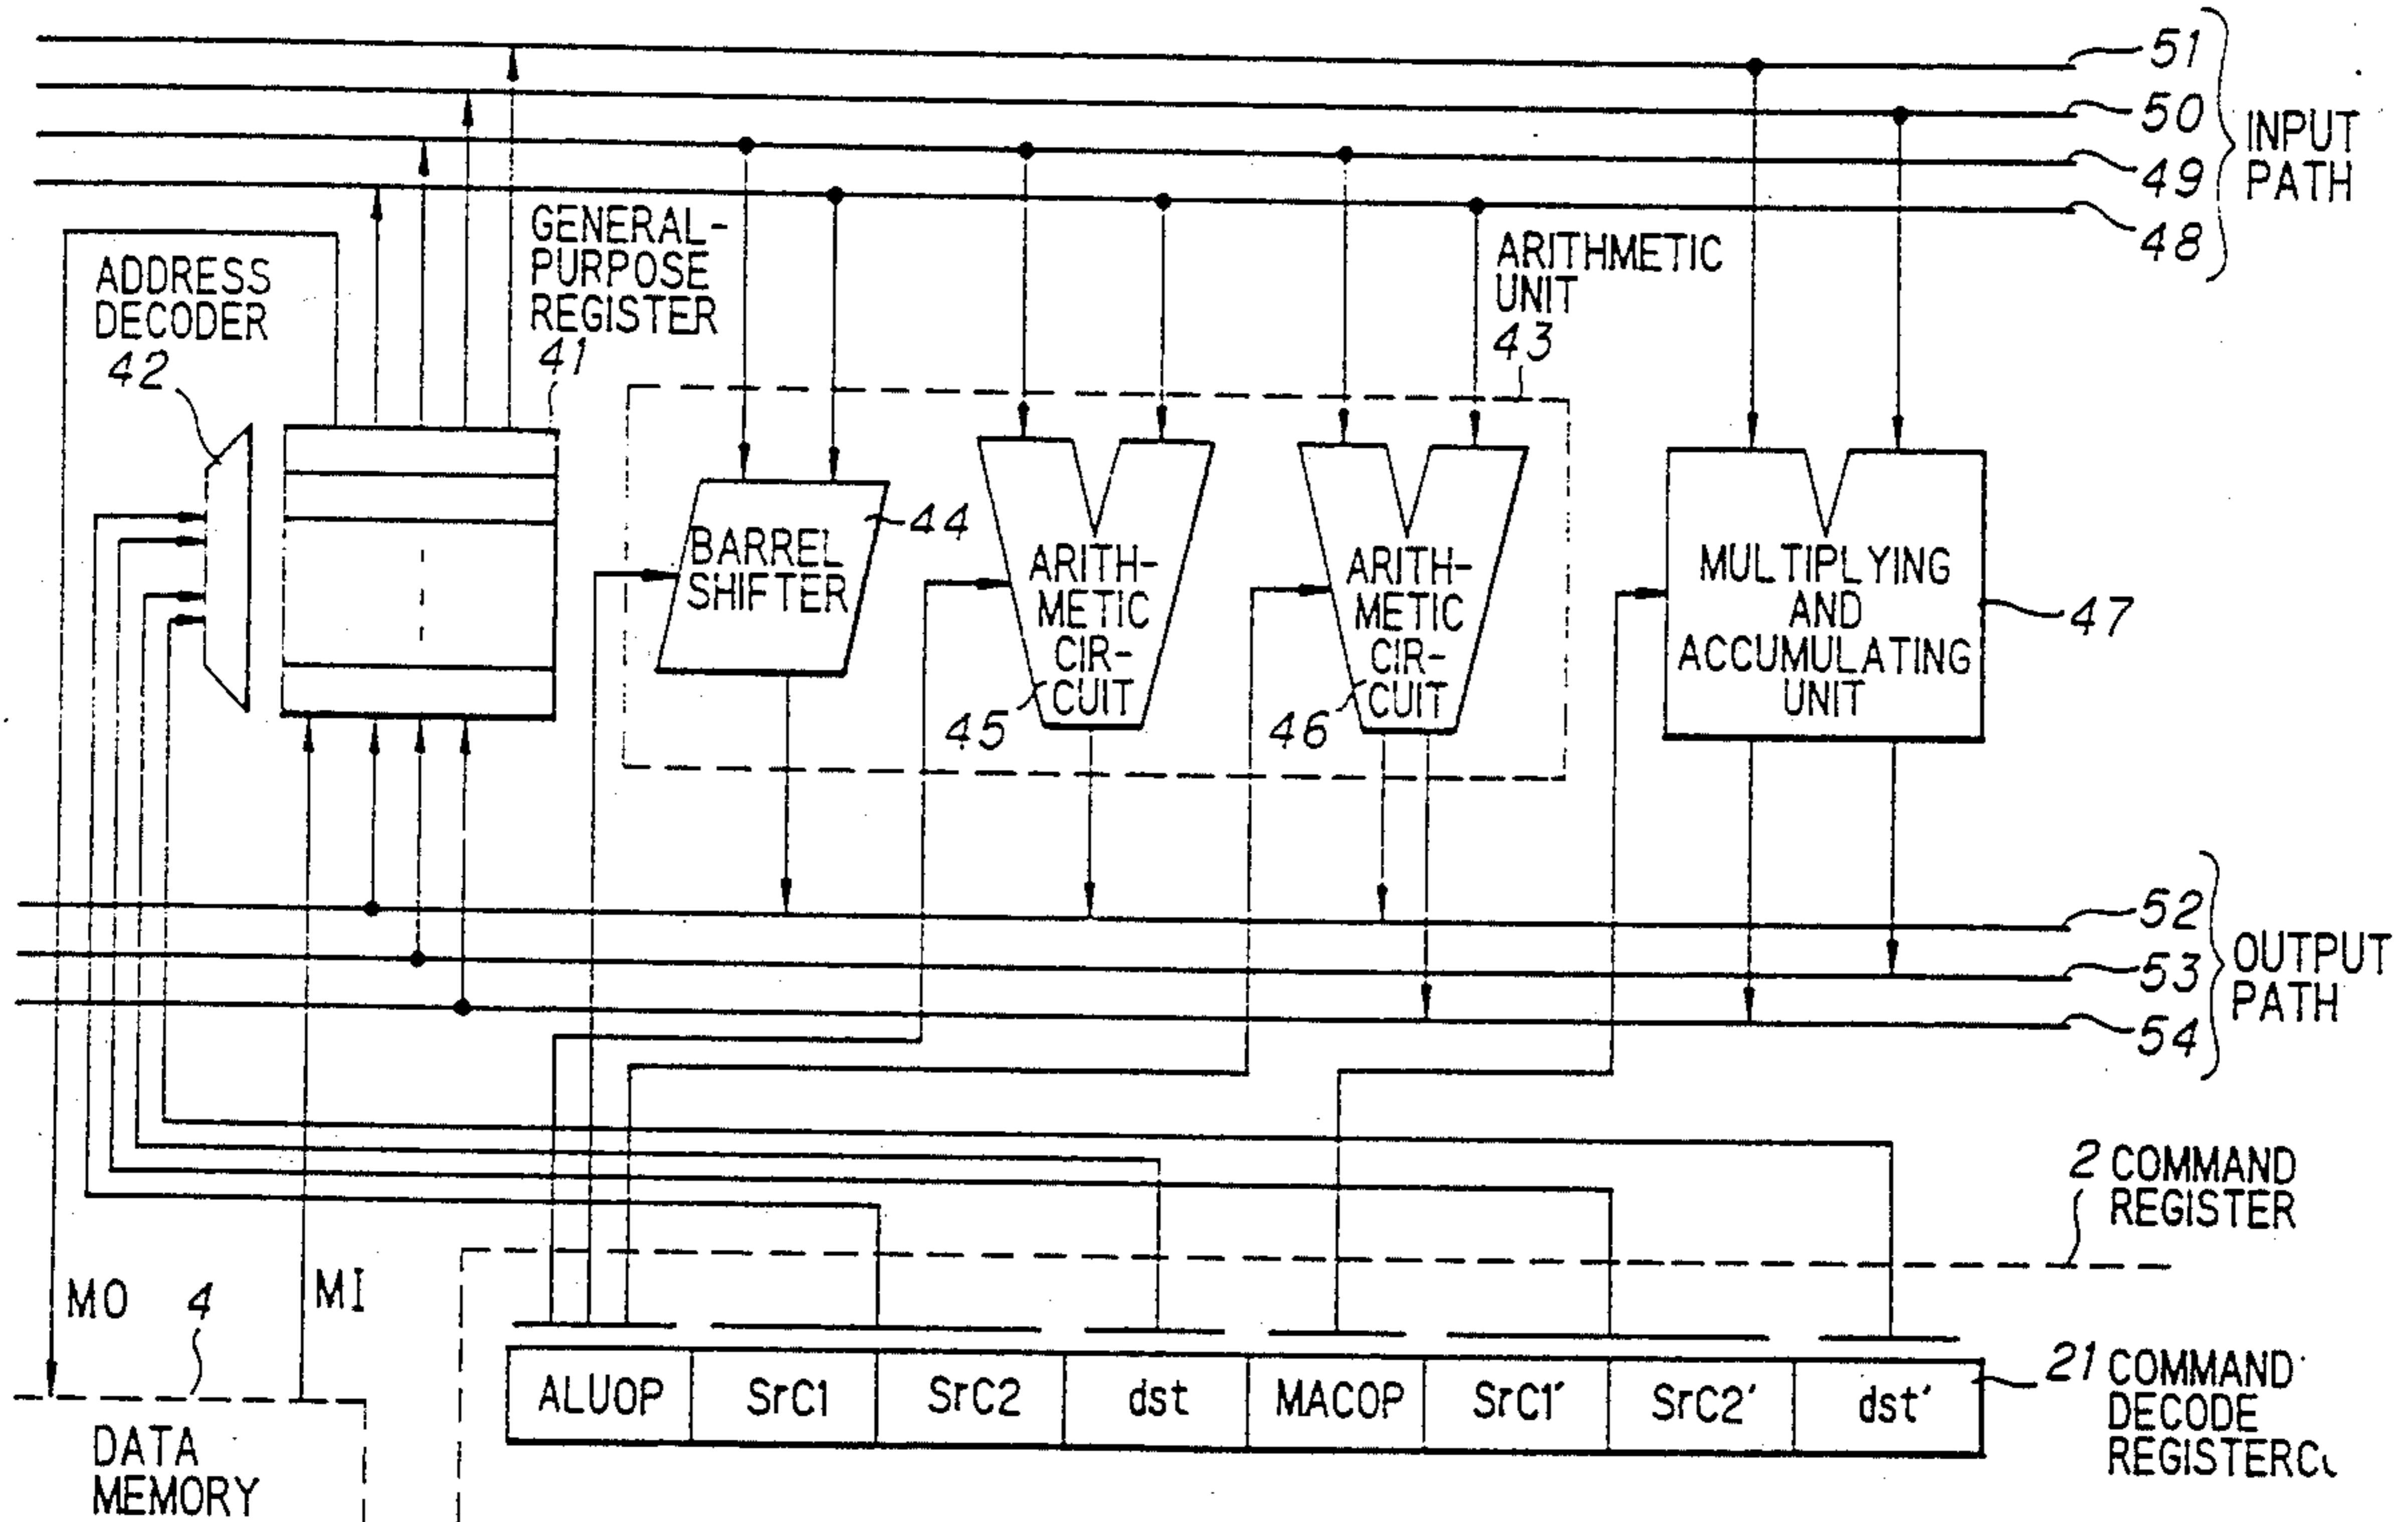 51
50
INPUT
PATH
49
48
GENERAL-
PURPOSE
REGISTER
41
ADDRESS
DECODER
42
ARITHMETIC
UNIT
43
BARREL
SHIFTER
44
ARITH-
METIC
CIR-
CUIT
45
ARITH-
METIC
CIR-
CUIT
46
MULTIPLYING
AND
ACCUMULATING
UNIT
47
52
53
54
OUTPUT
PATH
2 COMMAND
REGISTER
MO
4
MI
DATA
MEMORY
ALUOP SrC1 SrC2 dst MACOP SrC1' SrC2' dst'
21 COMMAND
DECODE
REGISTER